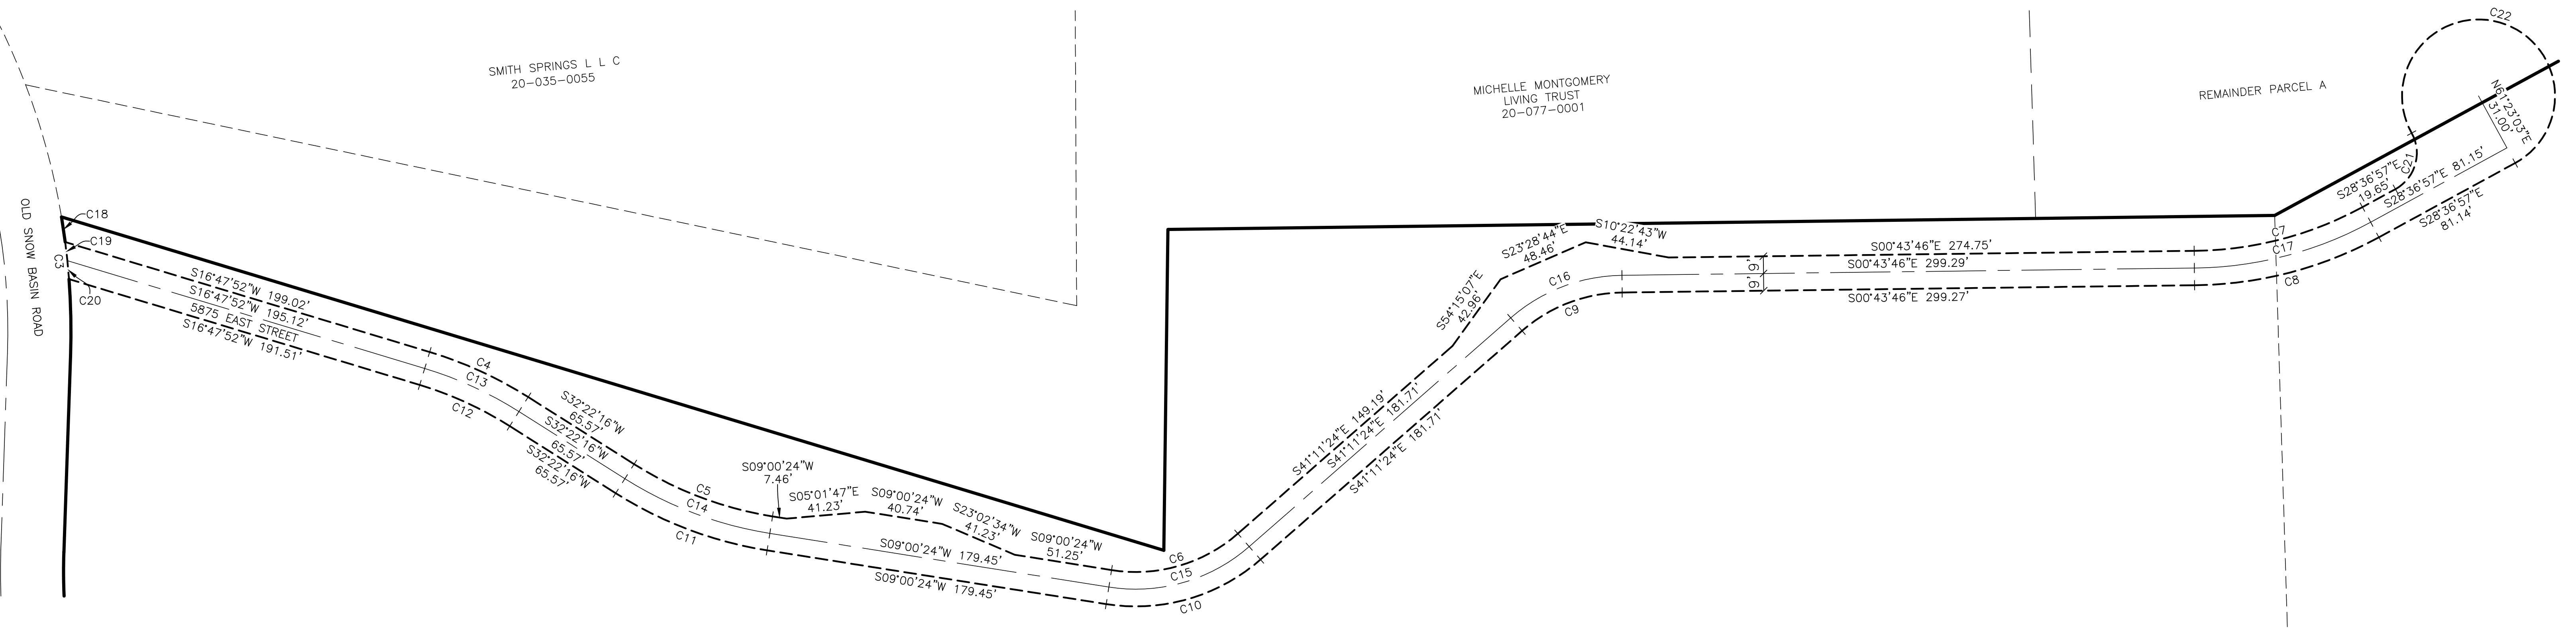 SMITH SPRINGS L L C
20-035-0055
MICHELLE MONTGOMERY
LIVING TRUST
20-077-0001
REMAINDER PARCEL A
C22
N61°23'03"E
31.00'
OLD SNOW BASIN ROAD
C18
C19
C3
C20
S16°47'52"W 199.02'
S16°47'52"W 195.12'
5875 EAST STREET
S16°47'52"W 191.51'
C4
C13
C12
S32°22'16"W
65.57'
S32°22'16"W
65.57'
S32°22'16"W
65.57'
C5
C14
C11
S09°00'24"W
7.46'
S05°01'47"E
41.23'
S09°00'24"W
40.74'
S23°02'34"W
41.23'
S09°00'24"W
51.25'
S09°00'24"W 179.45'
S09°00'24"W 179.45'
C6
C15
C10
S41°11'24"E 149.19'
S41°11'24"E 181.71'
S41°11'24"E 181.71'
S54°15'07"E
42.96'
S23°28'44"E
48.46'
S10°22'43"W
44.14'
C16
C9
9'
9'
S00°43'46"E 274.75'
S00°43'46"E 299.29'
S00°43'46"E 299.27'
C7
C17
C8
S28°36'57"E
19.65'
C21
S28°36'57"E 81.15'
S28°36'57"E
81.14'